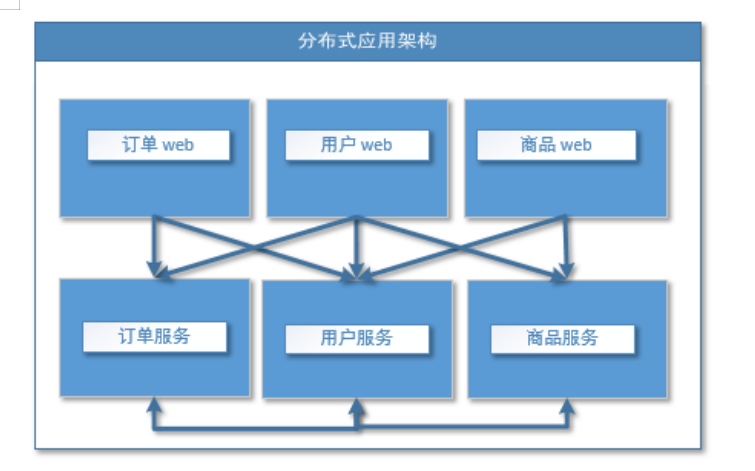 分布式应用架构
订单 web
用户 web
商品 web
订单服务
用户服务
商品服务